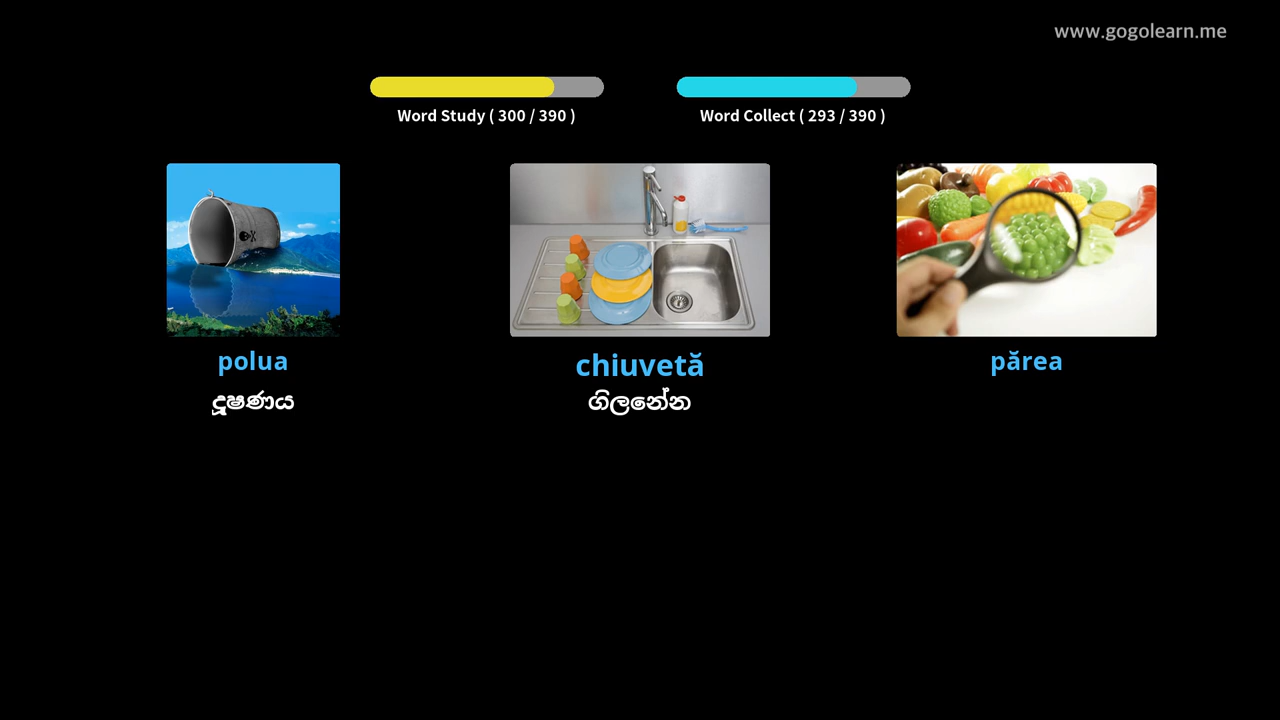 www.gogolearn.me
Word Study ( 300 / 390 )
Word Collect ( 293 / 390 )
polua
chiuvetă
părea
දූෂණය
ගිලනේන